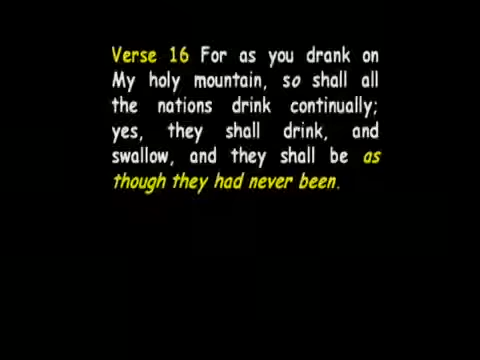 Verse 16 For as you drank on
My holy mountain, so shall all
the nations drink continually;
yes, they shall drink, and
swallow, and they shall be as
though they had never been.